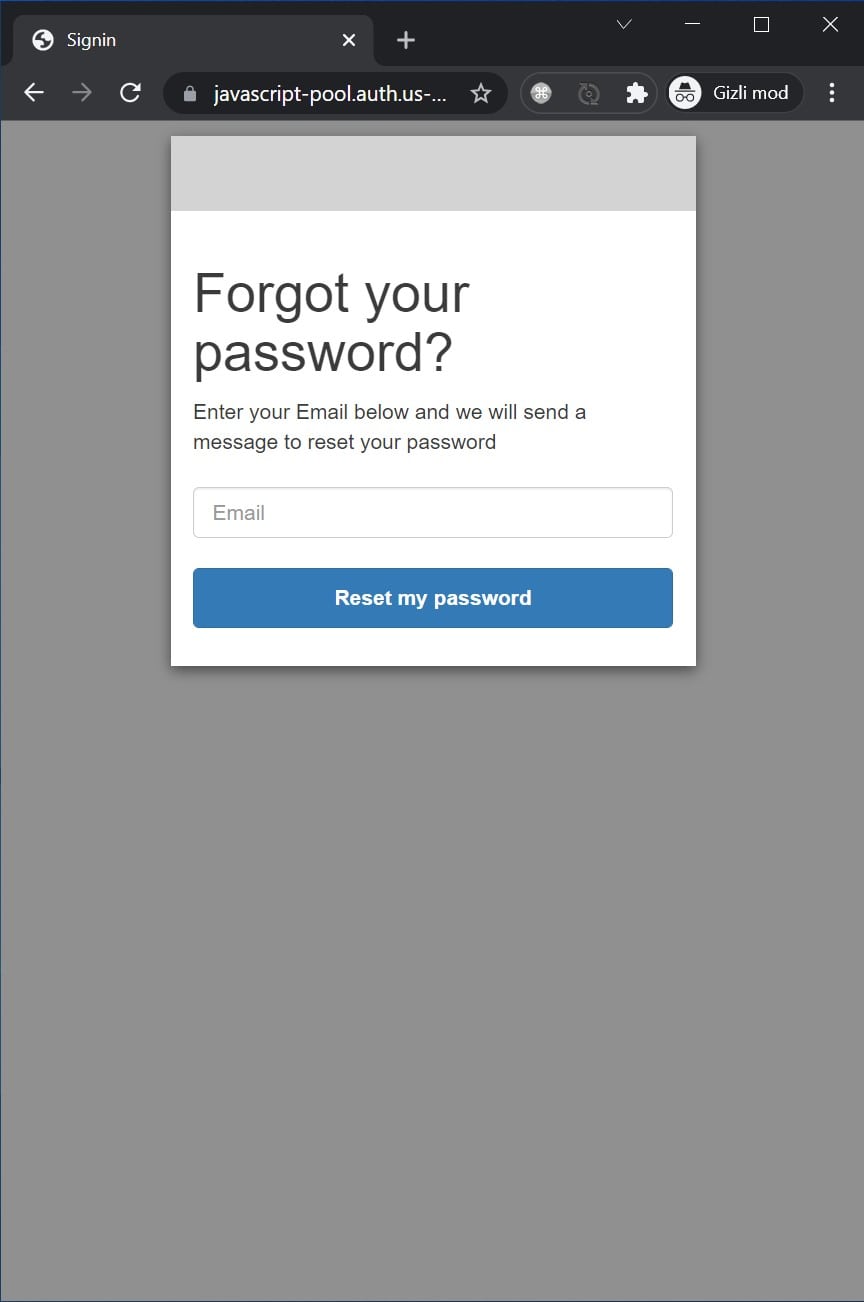 Signin
javascript-pool.auth.us-...
Gizli mod
Forgot your
password?
Enter your Email below and we will send a
message to reset your password
Email
Reset my password